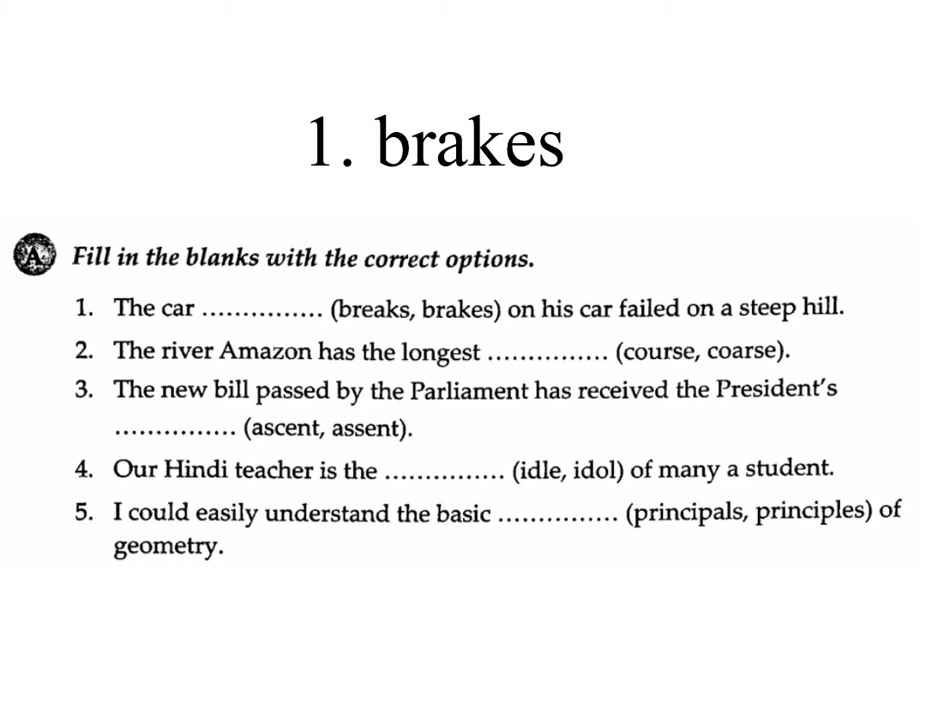 1. brakes
A Fill in the blanks with the correct options.
1. The car ............... (breaks, brakes) on his car failed on a steep hill.
2. The river Amazon has the longest ............... (course, coarse).
3. The new bill passed by the Parliament has received the President's
............... (ascent, assent).
4. Our Hindi teacher is the ............... (idle, idol) of many a student.
5. I could easily understand the basic ............... (principals, principles) of
geometry.